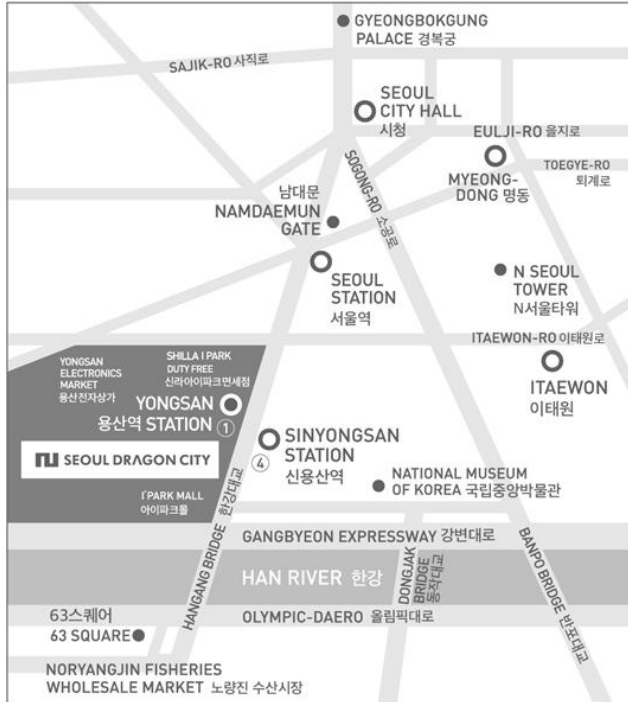 GYEONGBOKGUNG
PALACE 경복궁
SAJIK-RO 사직로
SEOUL
CITY HALL
시청
EULJI-RO 을지로
TOEGYE-RO
퇴계로
MYEONG-
DONG 명동
SOGONG-RO 소공로
남대문
NAMDAEMUN
GATE
SEOUL
STATION
서울역
N SEOUL
TOWER
N서울타워
ITAEWON-RO 이태원로
ITAEWON
이태원
YONGSAN
ELECTRONICS
MARKET
용산전자상가
SHILLA I PARK
DUTY FREE
신라아이파크면세점
YONGSAN
용산역 STATION ①
SEOUL DRAGON CITY
I'PARK MALL
아이파크몰
④
SINYONGSAN
STATION
신용산역
NATIONAL MUSEUM
OF KOREA 국립중앙박물관
HANGANG BRIDGE 한강대교
GANGBYEON EXPRESSWAY 강변대로
HAN RIVER 한강
DONGJAK
BRIDGE
동작대교
BANPO BRIDGE 반포대교
OLYMPIC-DAERO 올림픽대로
63스퀘어
63 SQUARE
NORYANGJIN FISHERIES
WHOLESALE MARKET 노량진 수산시장